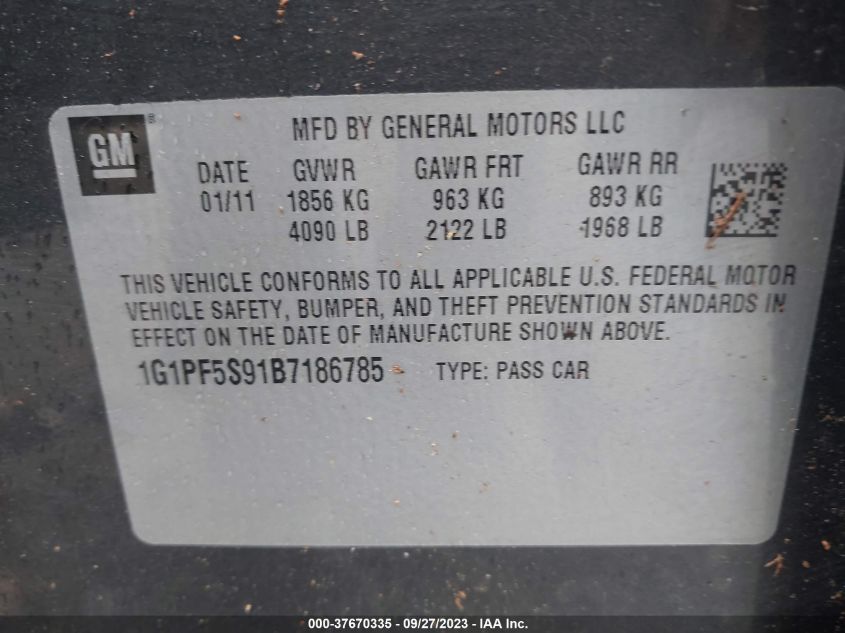 GM ®
MFD BY GENERAL MOTORS LLC
DATE GVWR GAWR FRT GAWR RR
01/11 1856 KG 963 KG 893 KG
4090 LB 2122 LB 1968 LB
THIS VEHICLE CONFORMS TO ALL APPLICABLE U.S. FEDERAL MOTOR
VEHICLE SAFETY, BUMPER, AND THEFT PREVENTION STANDARDS IN
EFFECT ON THE DATE OF MANUFACTURE SHOWN ABOVE.
1G1PF5S91B7186785 TYPE: PASS CAR
000-37670335 - 09/27/2023 - IAA Inc.